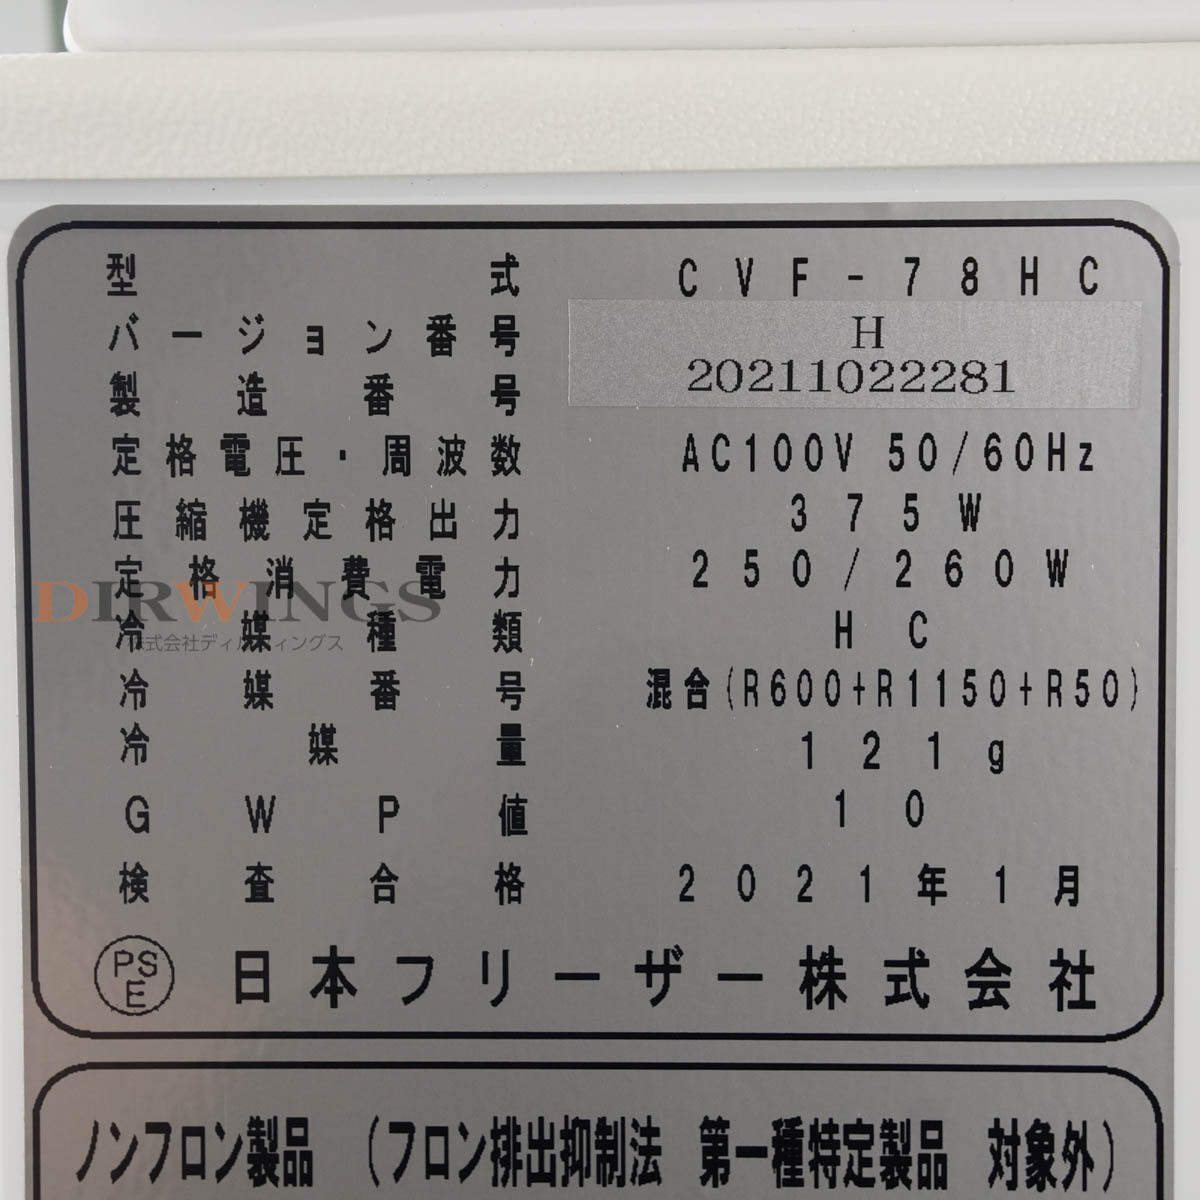 型式 CVF-78HC
バージョン番号 H
製造番号 20211022281
定格電圧・周波数 AC100V 50/60Hz
圧縮機定格出力 375W
定格消費電力 250/260W
DIRWINGS
冷媒種類 HC
株式会社ディルウィングス
冷媒番号 混合(R600+R1150+R50)
冷媒量 121g
GWP値 10
検査合格 2021年1月
PSE 日本フリーザー株式会社
ノンフロン製品 (フロン排出抑制法 第一種特定製品 対象外)